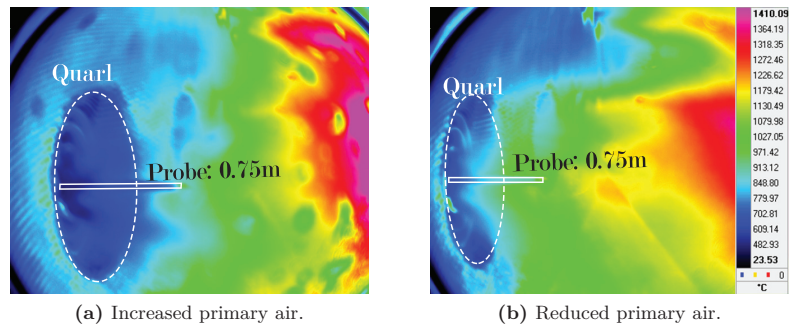 Quarl
Probe: 0.75m
Quarl
Probe: 0.75m
1410.09
1364.19
1318.35
1272.46
1226.62
1179.42
1130.49
1079.98
1027.05
971.42
913.12
848.80
779.97
702.81
609.14
482.93
23.53
0
°C
(a) Increased primary air.
(b) Reduced primary air.